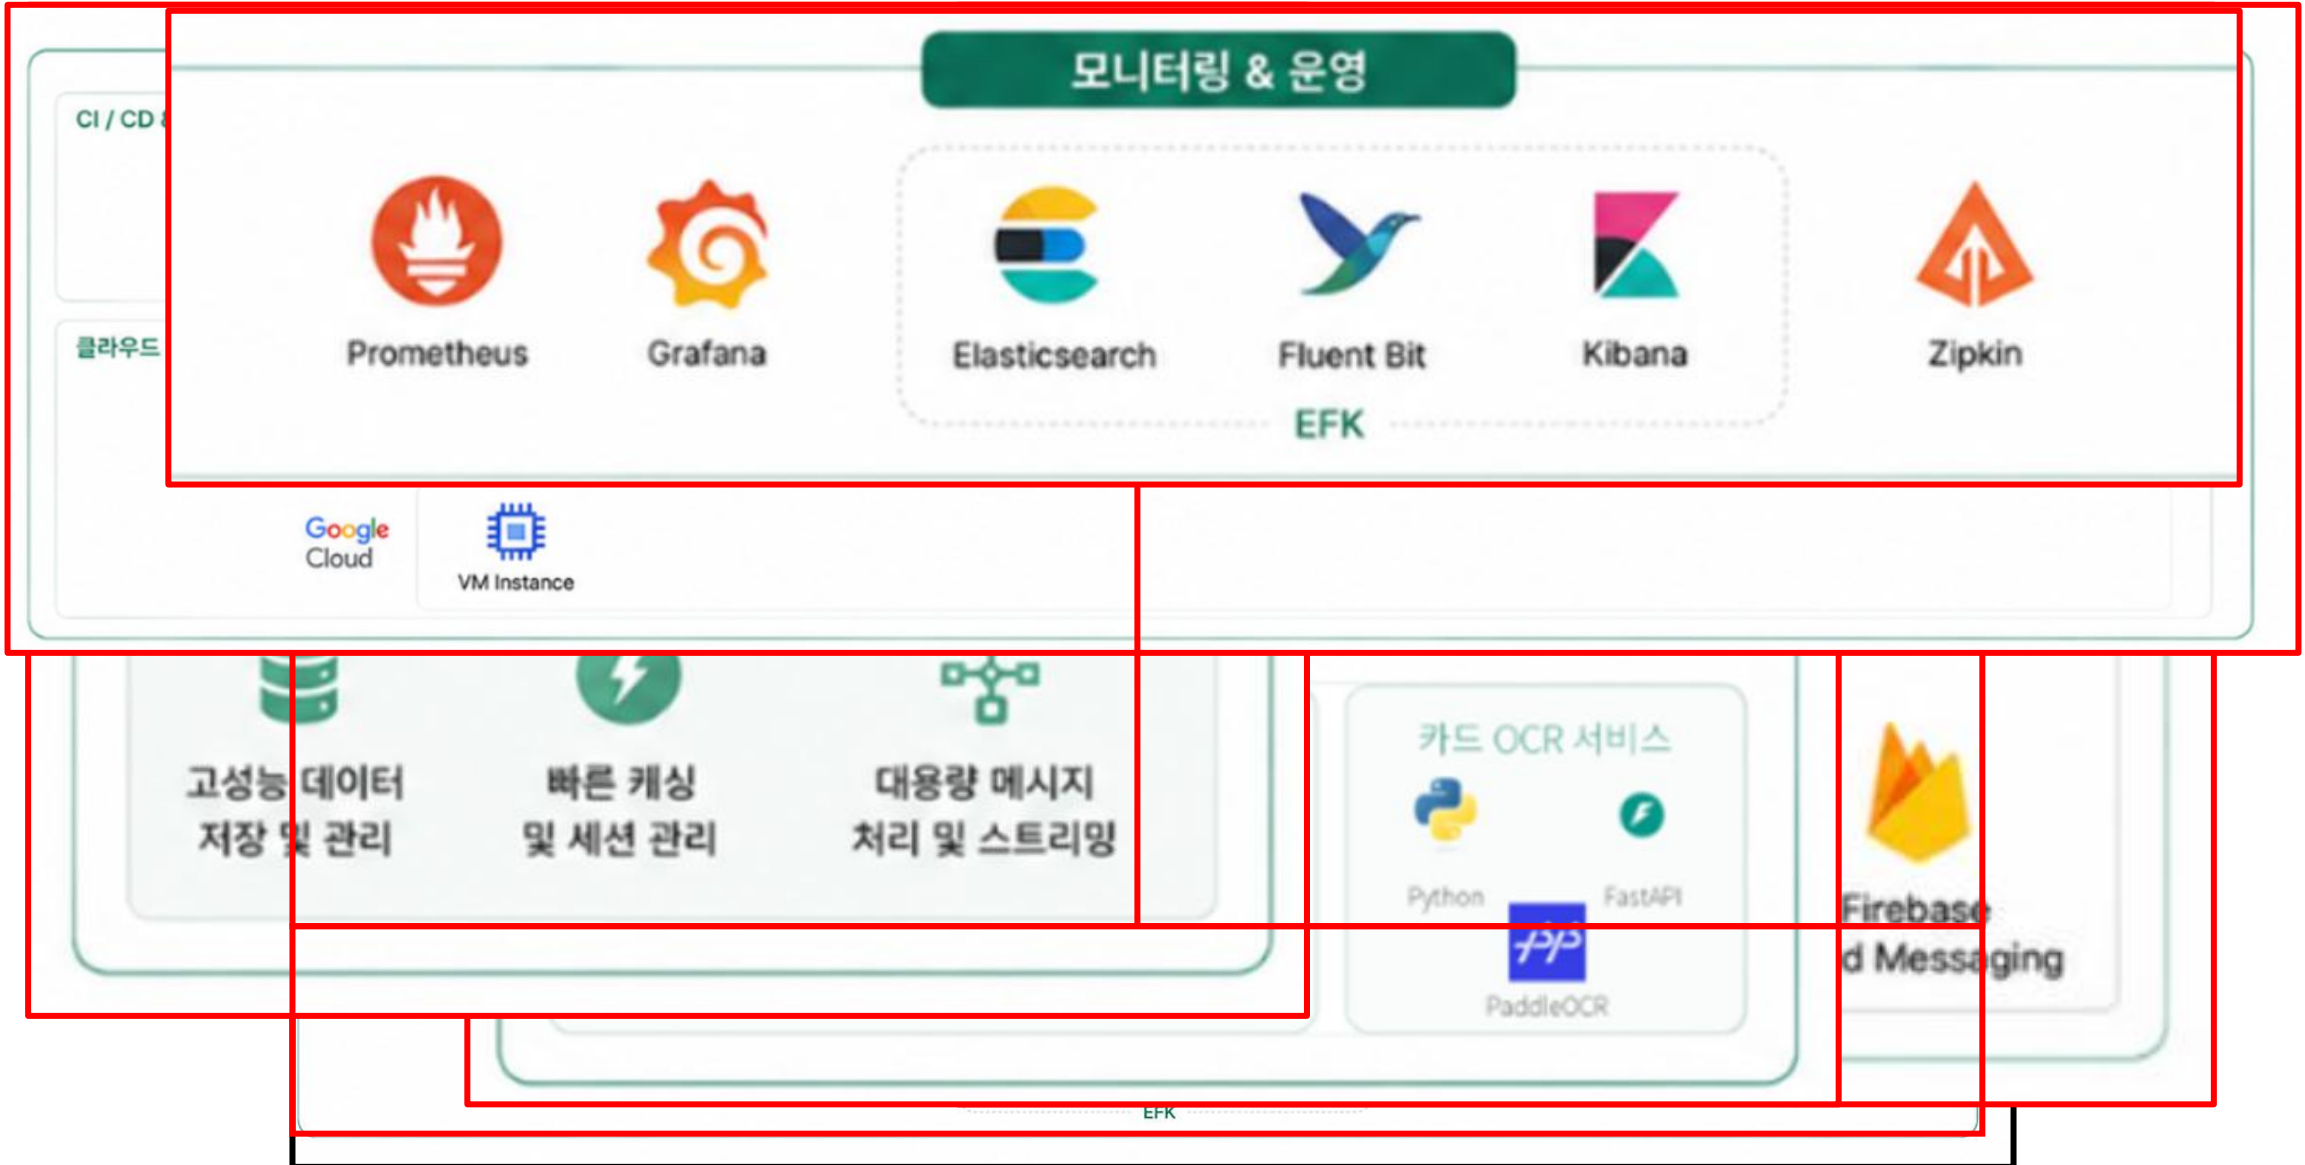 모니터링 & 운영
CI / CD
Prometheus
Grafana
Elasticsearch
Fluent Bit
Kibana
Zipkin
EFK
클라우드
Google
Cloud
VM Instance
고성능 데이터
저장 및 관리
빠른 캐싱
및 세션 관리
대용량 메시지
처리 및 스트리밍
카드 OCR 서비스
Python
FastAPI
PaddleOCR
Firebase
d Messaging
EFK